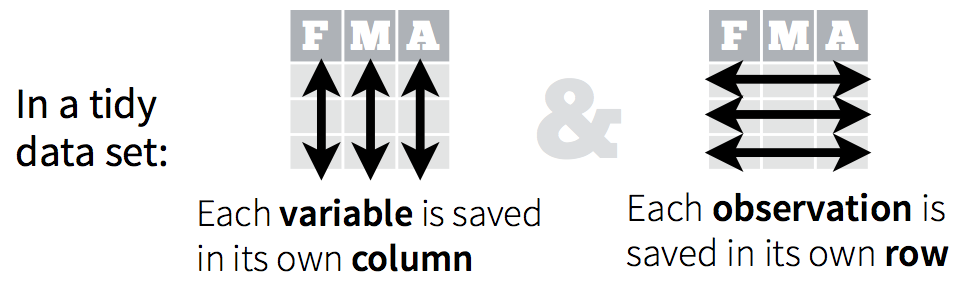 F M A
F M A
In a tidy
data set:
&
Each variable is saved
in its own column
Each observation is
saved in its own row